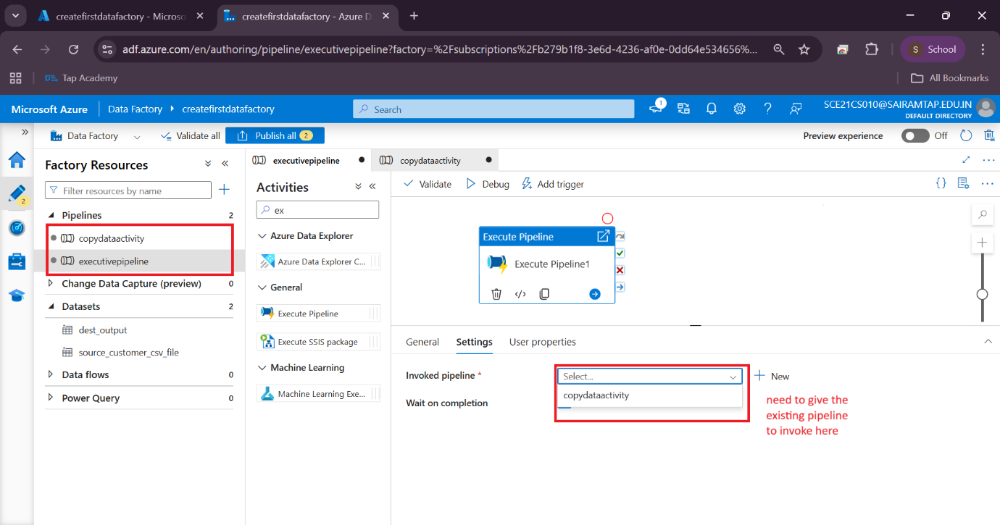 createfirstdatafactory - Microso
createfirstdatafactory - Azure D
adf.azure.com/en/authoring/pipeline/executivepipeline?factory=%2Fsubscriptions%2Fb279b1f8-3e6d-4236-af0e-0dd64e534656%...
S School
Tap Academy
All Bookmarks
Microsoft Azure
Data Factory
createfirstdatafactory
Search
1
SCE21CS010@SAIRAMTAP.EDU.IN
DEFAULT DIRECTORY
Data Factory
Validate all
Publish all 2
Preview experience
Off
2
Factory Resources
Filter resources by name
Pipelines 2
copydataactivity
executivepipeline
Change Data Capture (preview) 0
Datasets 2
dest_output
source_customer_csv_file
Data flows 0
Power Query 0
executivepipeline
copydataactivity
Activities
ex
Azure Data Explorer
Azure Data Explorer C...
General
Execute Pipeline
Execute SSIS package
Machine Learning
Machine Learning Exe...
Validate
Debug
Add trigger
Execute Pipeline
Execute Pipeline1
General
Settings
User properties
Invoked pipeline *
Select...
New
copydataactivity
Wait on completion
need to give the
existing pipeline
to invoke here